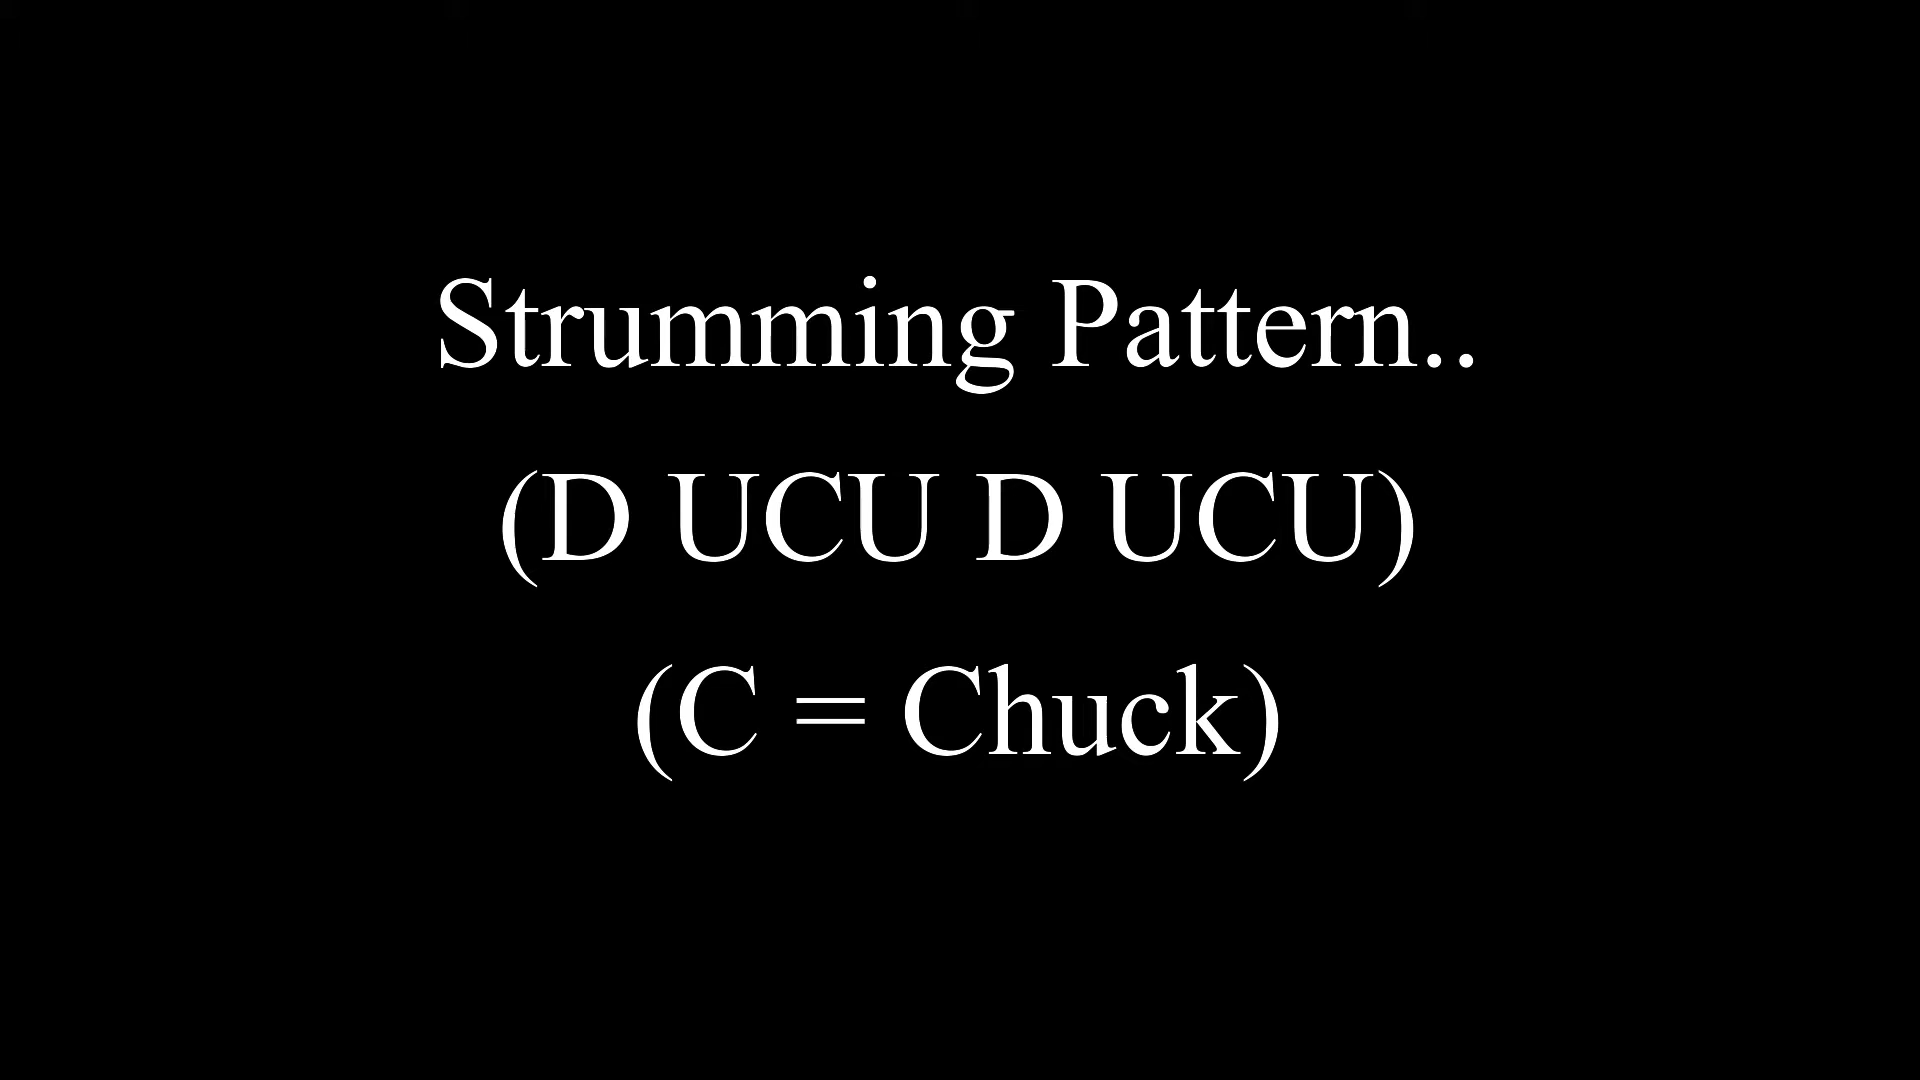 Strumming Pattern..
(D UCU D UCU)
(C = Chuck)